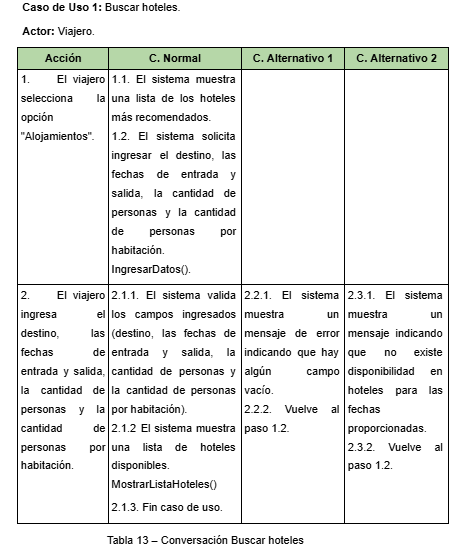 Caso de Uso 1: Buscar hoteles.
Actor: Viajero.
Acción
C. Normal
C. Alternativo 1
C. Alternativo 2
1. El viajero
selecciona la
opción
"Alojamientos".
1.1. El sistema muestra
una lista de los hoteles
más recomendados.
1.2. El sistema solicita
ingresar el destino, las
fechas de entrada y
salida, la cantidad de
personas y la cantidad
de personas por
habitación.
IngresarDatos().
2. El viajero
ingresa el
destino, las
fechas de
entrada y salida,
la cantidad de
personas y la
cantidad de
personas por
habitación.
2.1.1. El sistema valida
los campos ingresados
(destino, las fechas de
entrada y salida, la
cantidad de personas y
la cantidad de personas
por habitación).
2.1.2 El sistema muestra
una lista de hoteles
disponibles.
MostrarListaHoteles()
2.1.3. Fin caso de uso.
2.2.1. El sistema
muestra un
mensaje de error
indicando que hay
algún campo
vacío.
2.2.2. Vuelve al
paso 1.2.
2.3.1. El sistema
muestra un
mensaje indicando
que no existe
disponibilidad en
hoteles para las
fechas
proporcionadas.
2.3.2. Vuelve al
paso 1.2.
Tabla 13 – Conversación Buscar hoteles